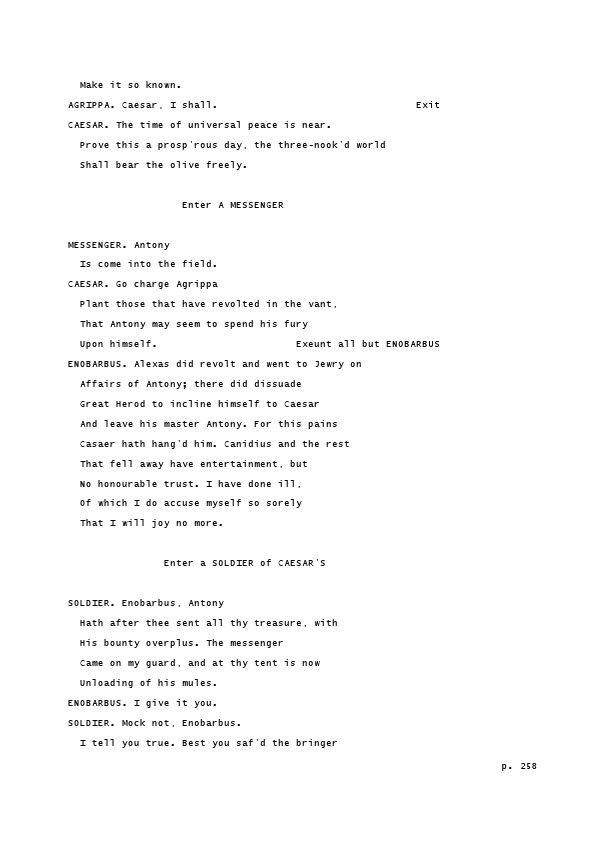 Make it so known.
AGRIPPA. Caesar, I shall. Exit
CAESAR. The time of universal peace is near.
Prove this a prosp'rous day, the three-nook'd world
Shall bear the olive freely.
Enter A MESSENGER
MESSENGER. Antony
Is come into the field.
CAESAR. Go charge Agrippa
Plant those that have revolted in the vant,
That Antony may seem to spend his fury
Upon himself. Exeunt all but ENOBARBUS
ENOBARBUS. Alexas did revolt and went to Jewry on
Affairs of Antony; there did dissuade
Great Herod to incline himself to Caesar
And leave his master Antony. For this pains
Casaer hath hang'd him. Canidius and the rest
That fell away have entertainment, but
No honourable trust. I have done ill,
Of which I do accuse myself so sorely
That I will joy no more.
Enter a SOLDIER of CAESAR'S
SOLDIER. Enobarbus, Antony
Hath after thee sent all thy treasure, with
His bounty overplus. The messenger
Came on my guard, and at thy tent is now
Unloading of his mules.
ENOBARBUS. I give it you.
SOLDIER. Mock not, Enobarbus.
I tell you true. Best you saf'd the bringer
p. 258